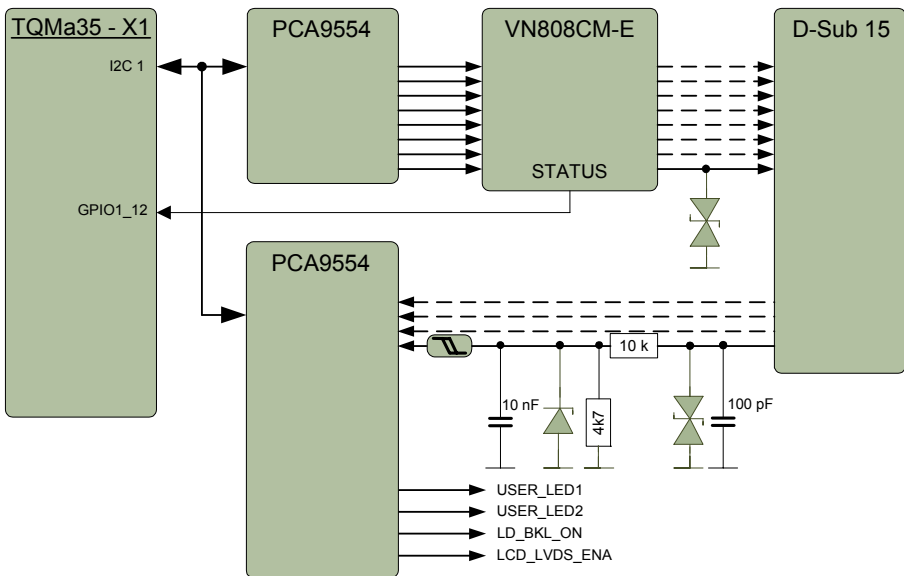 TQMa35 - X1
PCA9554
VN808CM-E
D-Sub 15
I2C 1
STATUS
GPIO1_12
PCA9554
10 k
10 nF
4k7
100 pF
USER_LED1
USER_LED2
LD_BKL_ON
LCD_LVDS_ENA